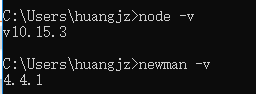 C:\Users\huangjz>node -v
v10.15.3
C:\Users\huangjz>newman -v
4.4.1